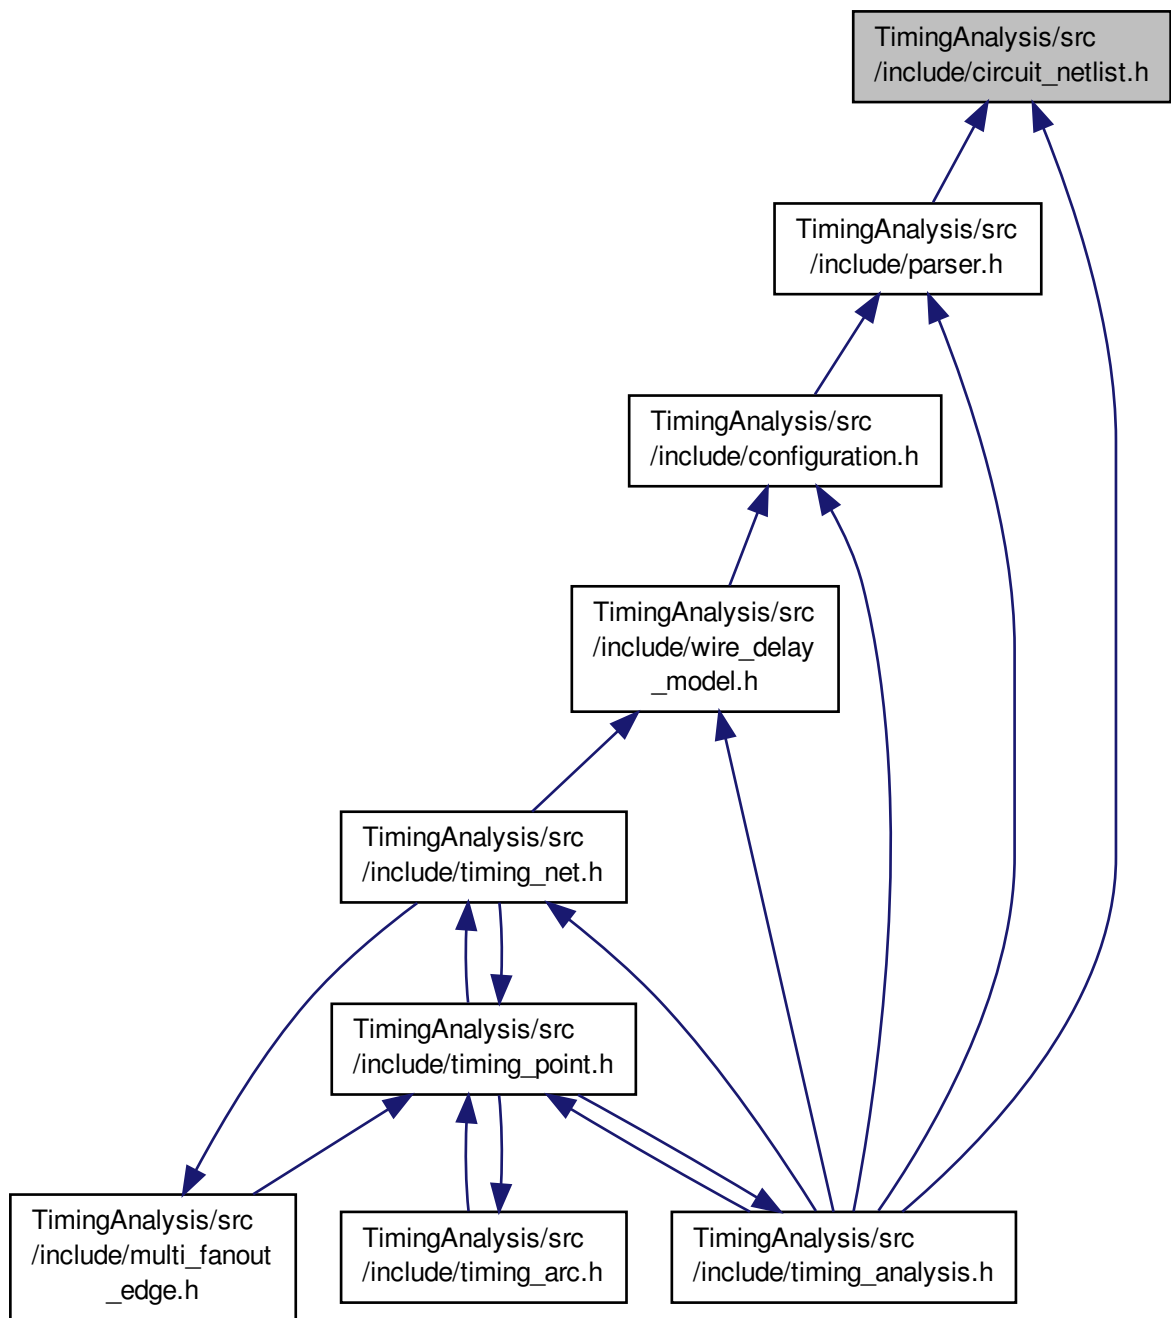 TimingAnalysis/src
/include/circuit_netlist.h
TimingAnalysis/src
/include/parser.h
TimingAnalysis/src
/include/configuration.h
TimingAnalysis/src
/include/wire_delay
_model.h
TimingAnalysis/src
/include/timing_net.h
TimingAnalysis/src
/include/timing_point.h
TimingAnalysis/src
/include/multi_fanout
_edge.h
TimingAnalysis/src
/include/timing_arc.h
TimingAnalysis/src
/include/timing_analysis.h